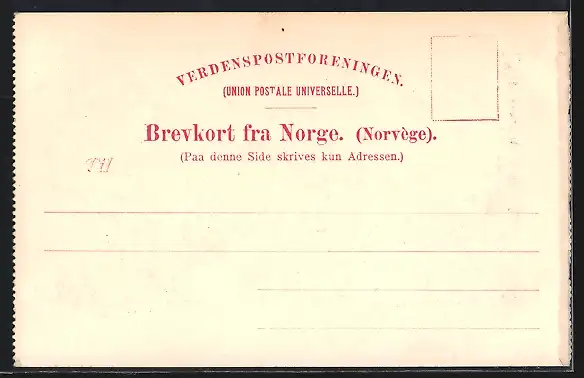 VERDENSPOSTFORENINGEN.
(UNION POSTALE UNIVERSELLE.)
Brevkort fra Norge. (Norvège).
(Paa denne Side skrives kun Adressen.)